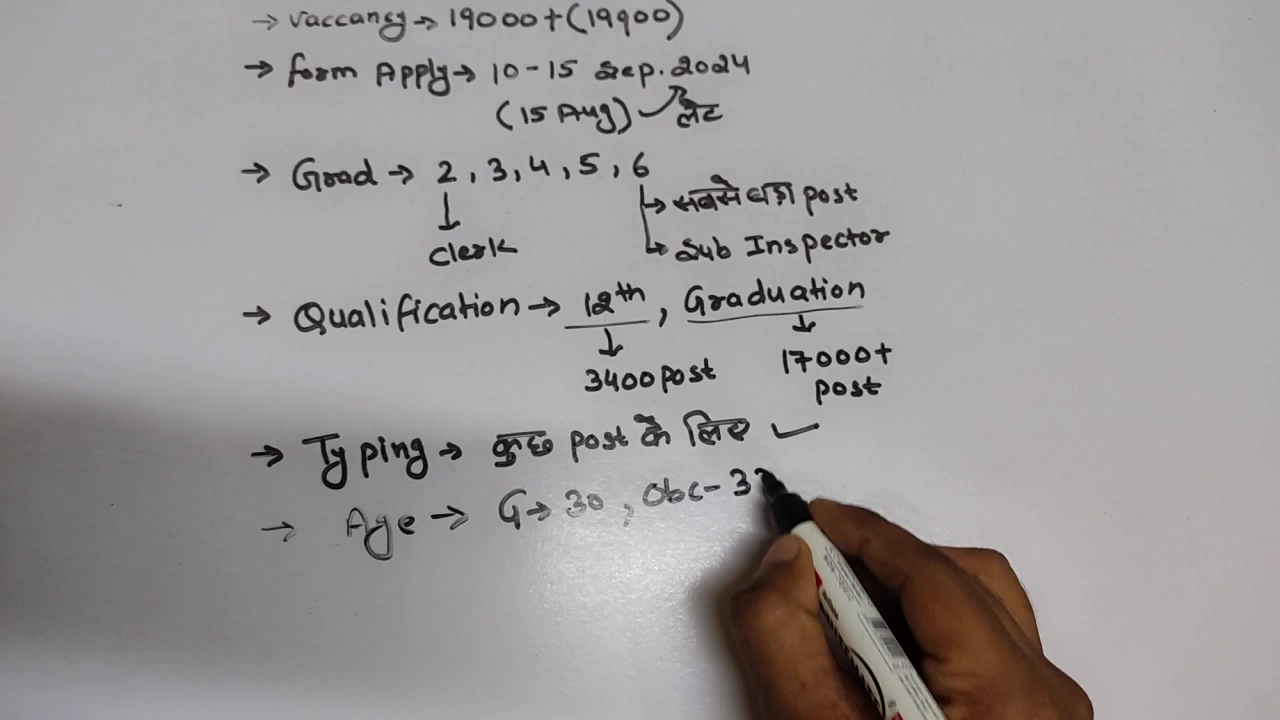 → vaccancy → 19000+(19900)
→ form Apply → 10-15 Sep. 2024
(15 Aug) लेट
→ Grad → 2, 3, 4, 5, 6
→ सबसे बड़ा post
clerk → Sub Inspector
→ Qualification → 12th, Graduation
3400 post 17000+
post
→ Typing → कुछ post के लिए ✓
→ Age → G → 30, Obc - 33